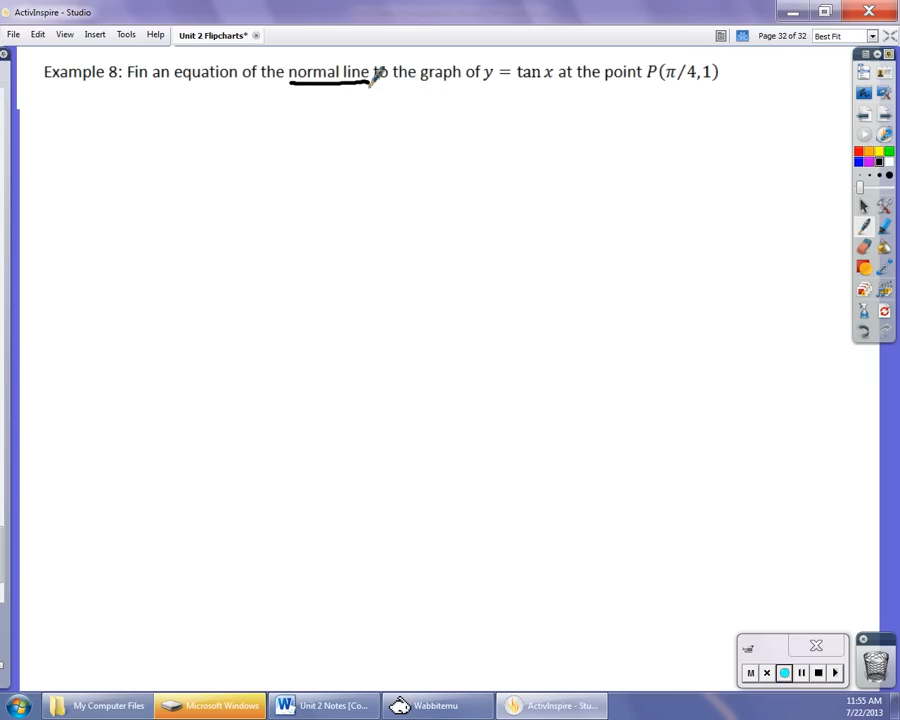 ActivInspire - Studio
File Edit View Insert Tools Help Unit 2 Flipcharts* Page 32 of 32 Best Fit
Example 8: Fin an equation of the normal line to the graph of y = tan x at the point P(π/4,1)
M
My Computer Files Microsoft Windows Unit 2 Notes [Co... Wabbitemu ActivInspire - Stu... 11:55 AM
7/22/2013